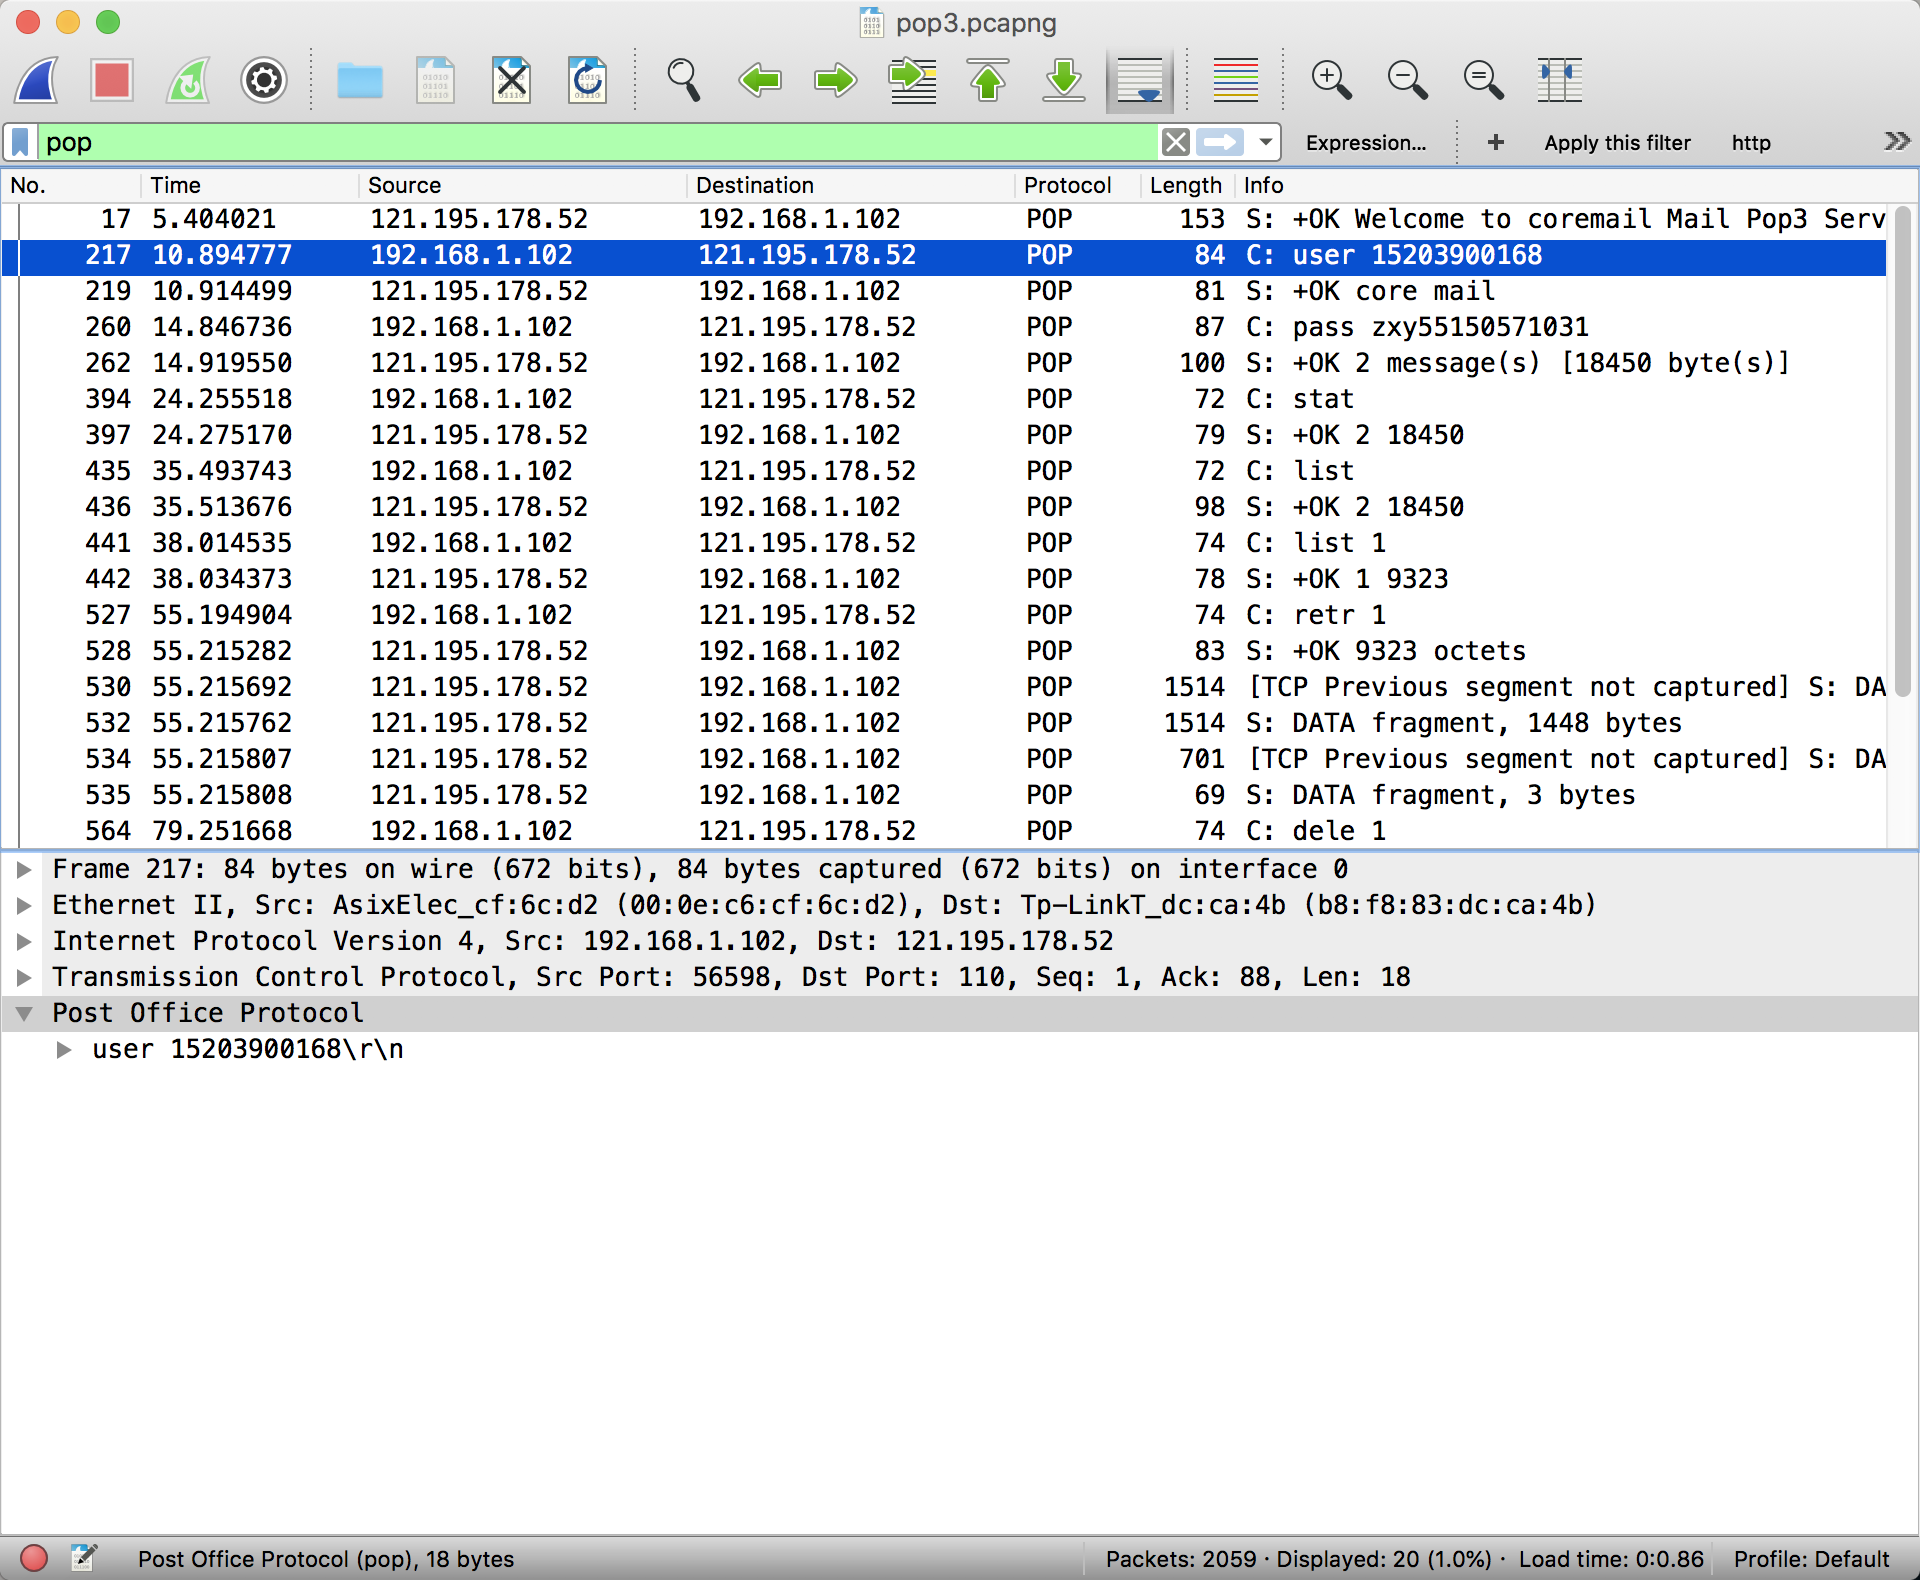 pop3.pcapng
pop
Expression... + Apply this filter http
No. Time Source Destination Protocol Length Info
17 5.404021 121.195.178.52 192.168.1.102 POP 153 S: +OK Welcome to coremail Mail Pop3 Serv
217 10.894777 192.168.1.102 121.195.178.52 POP 84 C: user 15203900168
219 10.914499 121.195.178.52 192.168.1.102 POP 81 S: +OK core mail
260 14.846736 192.168.1.102 121.195.178.52 POP 87 C: pass zxy55150571031
262 14.919550 121.195.178.52 192.168.1.102 POP 100 S: +OK 2 message(s) [18450 byte(s)]
394 24.255518 192.168.1.102 121.195.178.52 POP 72 C: stat
397 24.275170 121.195.178.52 192.168.1.102 POP 79 S: +OK 2 18450
435 35.493743 192.168.1.102 121.195.178.52 POP 72 C: list
436 35.513676 121.195.178.52 192.168.1.102 POP 98 S: +OK 2 18450
441 38.014535 192.168.1.102 121.195.178.52 POP 74 C: list 1
442 38.034373 121.195.178.52 192.168.1.102 POP 78 S: +OK 1 9323
527 55.194904 192.168.1.102 121.195.178.52 POP 74 C: retr 1
528 55.215282 121.195.178.52 192.168.1.102 POP 83 S: +OK 9323 octets
530 55.215692 121.195.178.52 192.168.1.102 POP 1514 [TCP Previous segment not captured] S: DA
532 55.215762 121.195.178.52 192.168.1.102 POP 1514 S: DATA fragment, 1448 bytes
534 55.215807 121.195.178.52 192.168.1.102 POP 701 [TCP Previous segment not captured] S: DA
535 55.215808 121.195.178.52 192.168.1.102 POP 69 S: DATA fragment, 3 bytes
564 79.251668 192.168.1.102 121.195.178.52 POP 74 C: dele 1
Frame 217: 84 bytes on wire (672 bits), 84 bytes captured (672 bits) on interface 0
Ethernet II, Src: AsixElec_cf:6c:d2 (00:0e:c6:cf:6c:d2), Dst: Tp-LinkT_dc:ca:4b (b8:f8:83:dc:ca:4b)
Internet Protocol Version 4, Src: 192.168.1.102, Dst: 121.195.178.52
Transmission Control Protocol, Src Port: 56598, Dst Port: 110, Seq: 1, Ack: 88, Len: 18
Post Office Protocol
user 15203900168\r\n
Post Office Protocol (pop), 18 bytes Packets: 2059 · Displayed: 20 (1.0%) · Load time: 0:0.86 Profile: Default